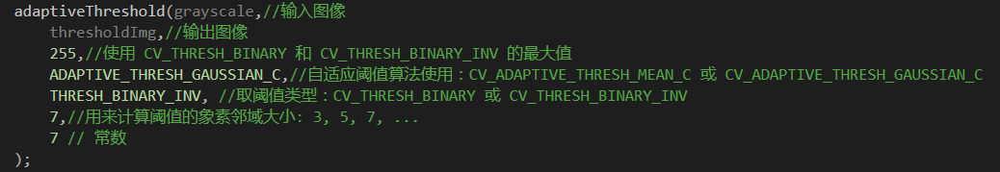 adaptiveThreshold(grayscale,//输入图像
thresholdImg,//输出图像
255,//使用 CV_THRESH_BINARY 和 CV_THRESH_BINARY_INV 的最大值
ADAPTIVE_THRESH_GAUSSIAN_C,//自适应阈值算法使用：CV_ADAPTIVE_THRESH_MEAN_C 或 CV_ADAPTIVE_THRESH_GAUSSIAN_C
THRESH_BINARY_INV, //取阈值类型：CV_THRESH_BINARY 或 CV_THRESH_BINARY_INV
7,//用来计算阈值的象素邻域大小: 3, 5, 7, ...
7 // 常数
);